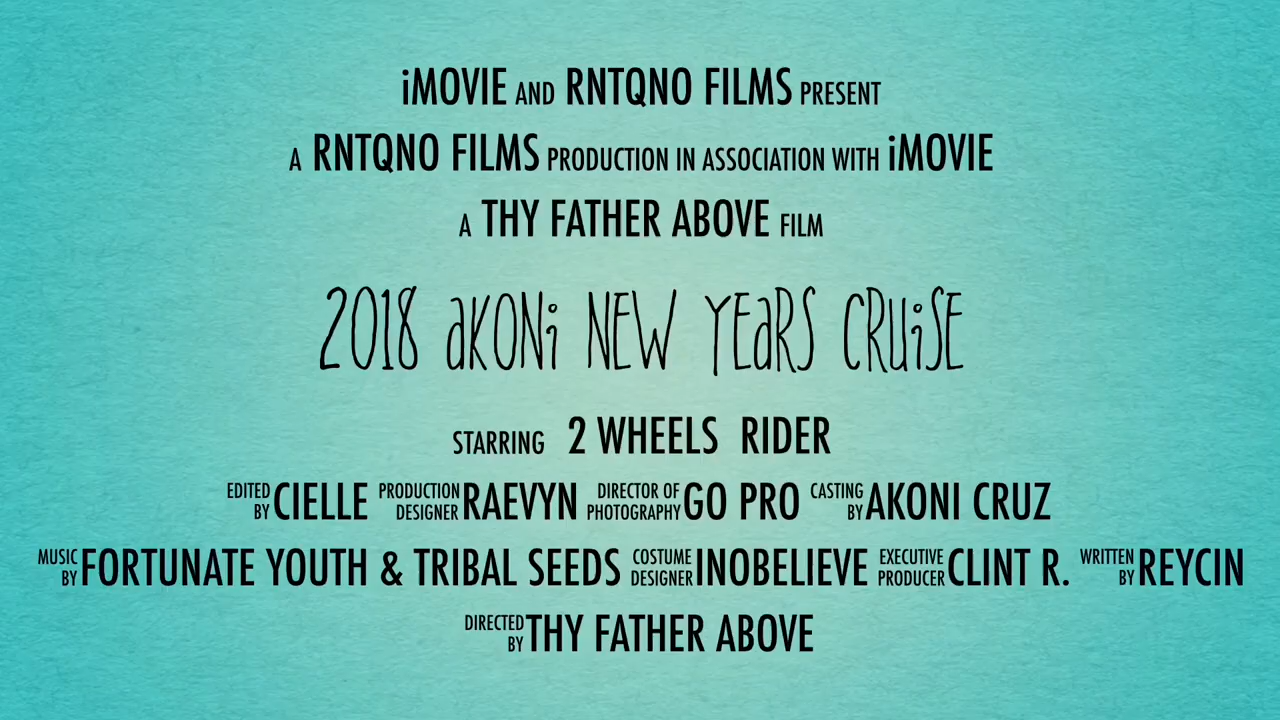 iMOVIE AND RNTQNO FILMS PRESENT
A RNTQNO FILMS PRODUCTION IN ASSOCIATION WITH iMOVIE
A THY FATHER ABOVE FILM
2018 AKONi NEW YEARS CRUiSE
STARRING 2 WHEELS RIDER
EDITED BY CIELLE PRODUCTION DESIGNER RAEVYN DIRECTOR OF PHOTOGRAPHY GO PRO CASTING BY AKONI CRUZ
MUSIC BY FORTUNATE YOUTH & TRIBAL SEEDS COSTUME DESIGNER INOBELIEVE EXECUTIVE PRODUCER CLINT R. WRITTEN BY REYCIN
DIRECTED BY THY FATHER ABOVE